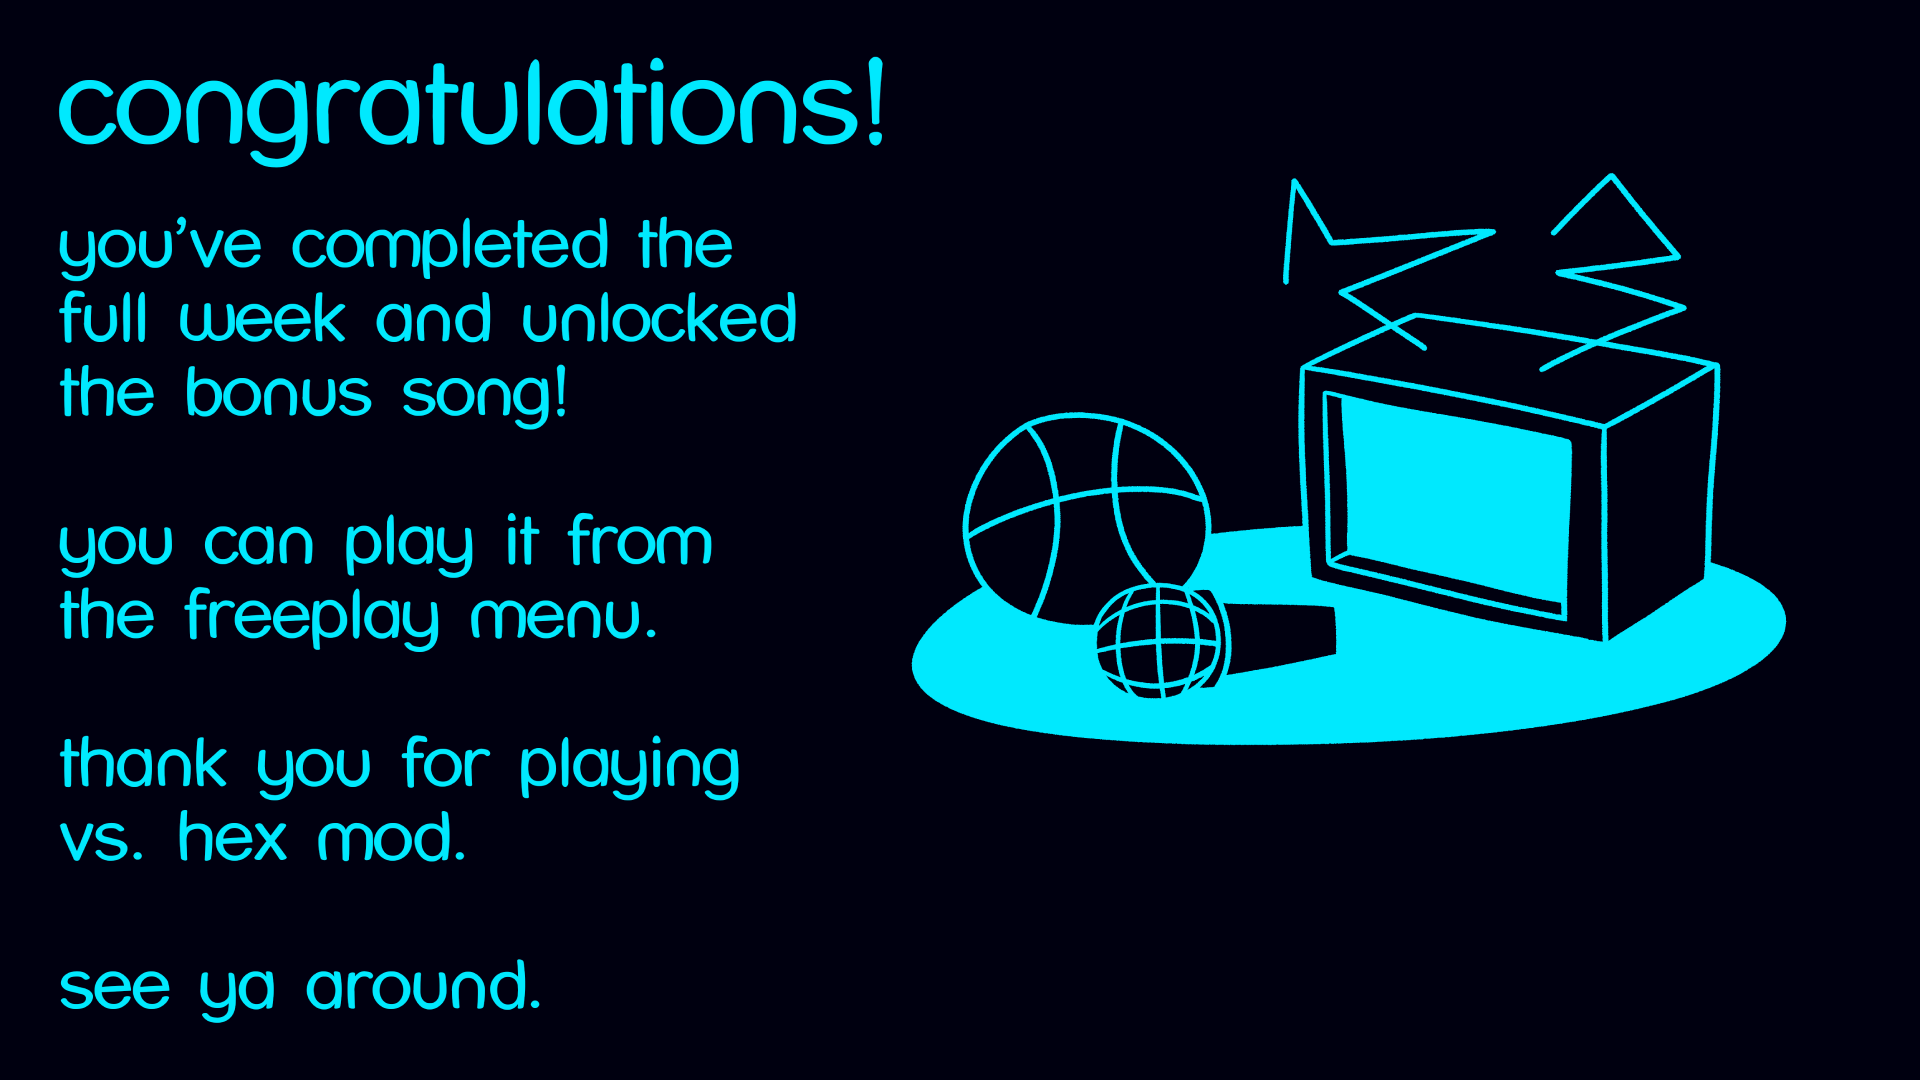 congratulations!
you've completed the
full week and unlocked
the bonus song!
you can play it from
the freeplay menu.
thank you for playing
vs. hex mod.
see ya around.